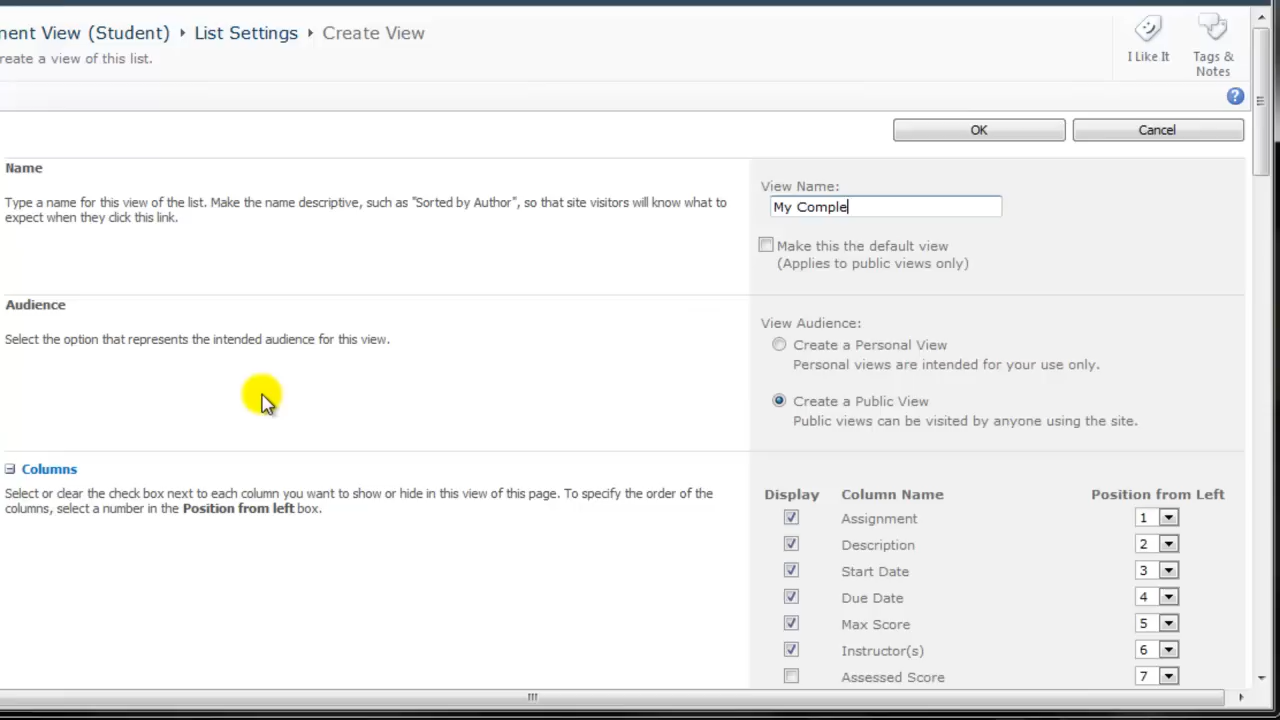 ment View (Student) ▸ List Settings ▸ Create View
reate a view of this list.
I Like It
Tags &
Notes
OK
Cancel
Name
Type a name for this view of the list. Make the name descriptive, such as "Sorted by Author", so that site visitors will know what to
expect when they click this link.
View Name:
My Comple
Make this the default view
(Applies to public views only)
Audience
Select the option that represents the intended audience for this view.
View Audience:
Create a Personal View
Personal views are intended for your use only.
Create a Public View
Public views can be visited by anyone using the site.
Columns
Select or clear the check box next to each column you want to show or hide in this view of this page. To specify the order of the
columns, select a number in the Position from left box.
Display Column Name Position from Left
Assignment 1
Description 2
Start Date 3
Due Date 4
Max Score 5
Instructor(s) 6
Assessed Score 7